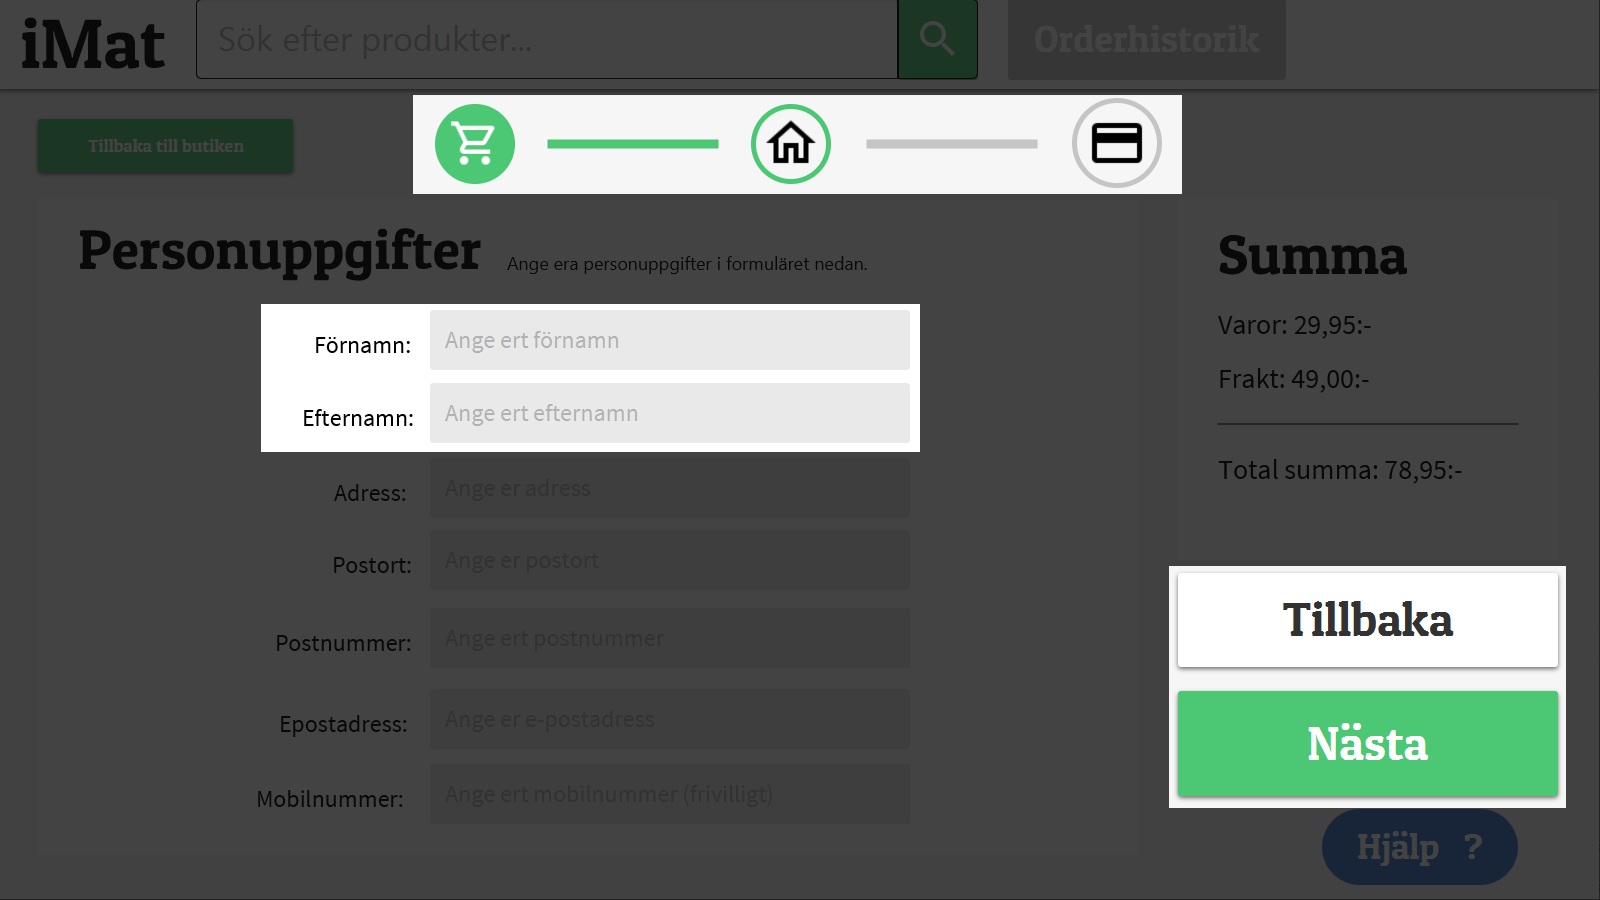 iMat
Sök efter produkter...
Orderhistorik
Tillbaka till butiken
Personuppgifter
Ange era personuppgifter i formuläret nedan.
Förnamn:
Ange ert förnamn
Efternamn:
Ange ert efternamn
Adress:
Ange er adress
Postort:
Ange er postort
Postnummer:
Ange ert postnummer
Epostadress:
Ange er e-postadress
Mobilnummer:
Ange ert mobilnummer (frivilligt)
Summa
Varor: 29,95:-
Frakt: 49,00:-
Total summa: 78,95:-
Tillbaka
Nästa
Hjälp ?